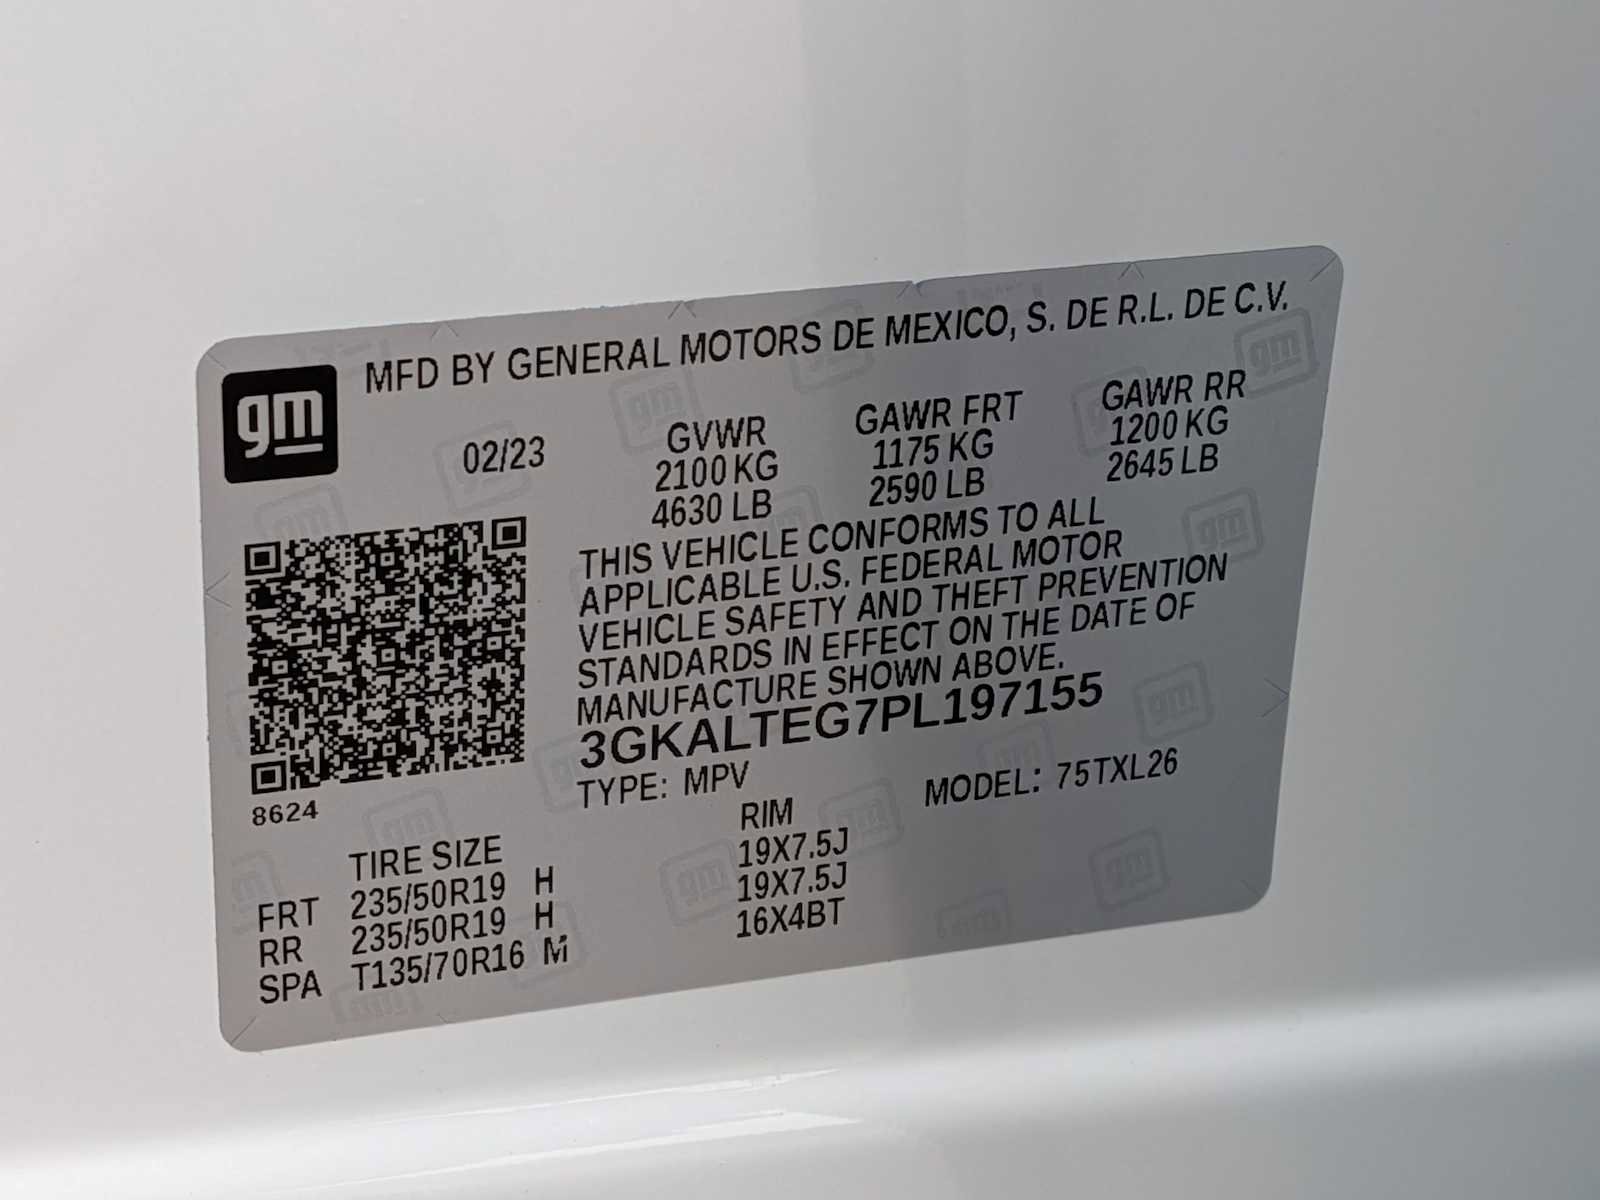 MFD BY GENERAL MOTORS DE MEXICO, S. DE R.L. DE C.V.
gm
02/23 GVWR GAWR FRT GAWR RR
2100 KG 1175 KG 1200 KG
4630 LB 2590 LB 2645 LB
THIS VEHICLE CONFORMS TO ALL
APPLICABLE U.S. FEDERAL MOTOR
VEHICLE SAFETY AND THEFT PREVENTION
STANDARDS IN EFFECT ON THE DATE OF
MANUFACTURE SHOWN ABOVE.
3GKALTEG7PL197155
TYPE: MPV MODEL: 75TXL26
8624
TIRE SIZE RIM
FRT 235/50R19 H 19X7.5J
RR 235/50R19 H 19X7.5J
SPA T135/70R16 M 16X4BT